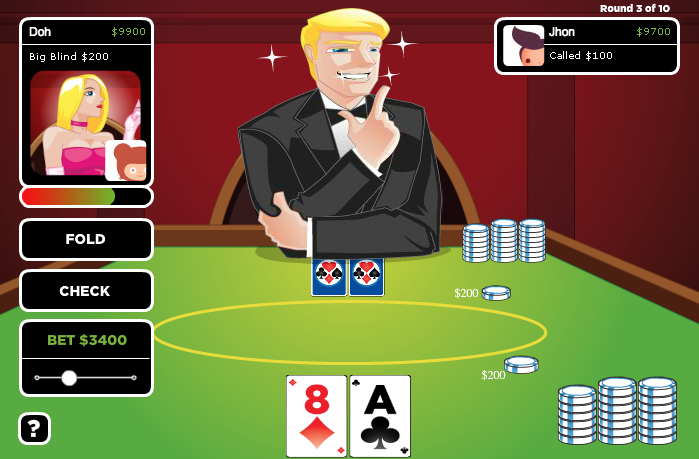 Round 3 of 10
Doh $9900
Big Blind $200
Jhon $9700
Called $100
FOLD
CHECK
BET $3400
$200
$200
?
8 A